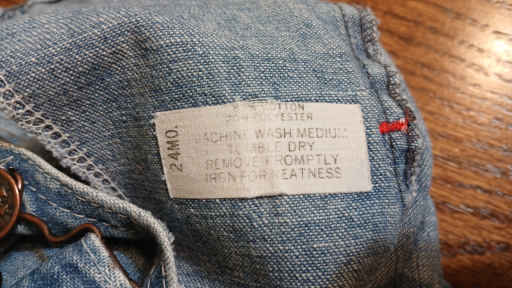 COTTON
POLYESTER
24MO.
MACHINE WASH MEDIUM
TUMBLE DRY
REMOVE PROMPTLY
IRON FOR NEATNESS